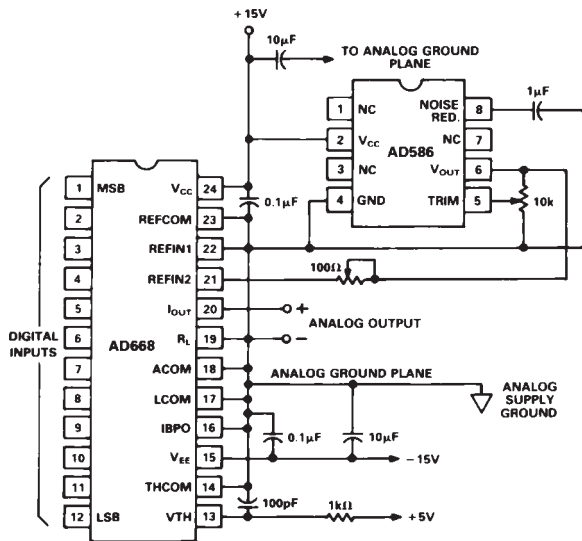 +15V
10μF
TO ANALOG GROUND
PLANE
1 NC
NOISE
RED. 8
1μF
2 VCC
AD586
NC 7
3 NC
VOUT 6
4 GND
TRIM 5
10k
1 MSB
VCC 24
0.1μF
2
REFCOM 23
3
REFIN1 22
4
REFIN2 21
100Ω
5
IOUT 20
+
DIGITAL
INPUTS
6
AD668
RL 19
ANALOG OUTPUT
–
7
ACOM 18
ANALOG GROUND PLANE
8
LCOM 17
ANALOG
SUPPLY
GROUND
9
IBPO 16
0.1μF
10μF
10
VEE 15
–15V
11
THCOM 14
100pF
1kΩ
12 LSB
VTH 13
+5V